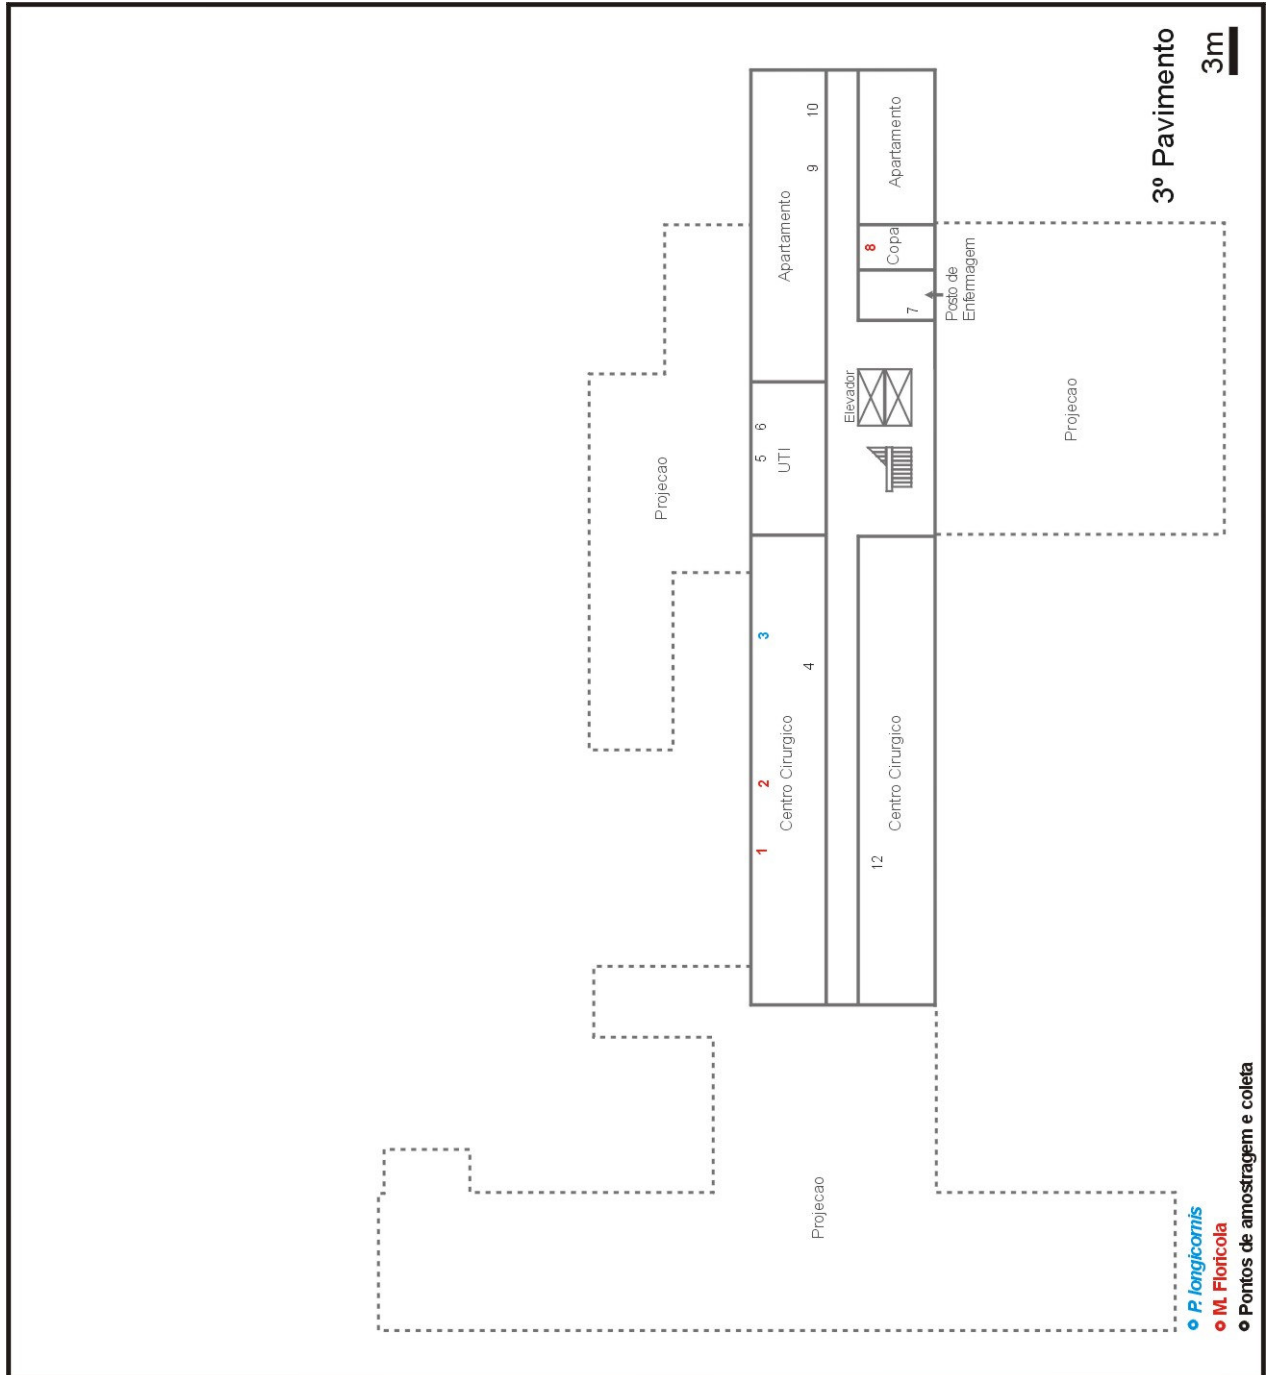 3º Pavimento
3m
Projecao
Apartamento
10
9
UTI
6
5
Centro Cirurgico
3
4
2
1
Apartamento
Copa
8
Posto de
Enfermagem
7
Elevador
Centro Cirurgico
12
Projecao
Projecao
P. longicornis
M. Floricola
Pontos de amostragem e coleta